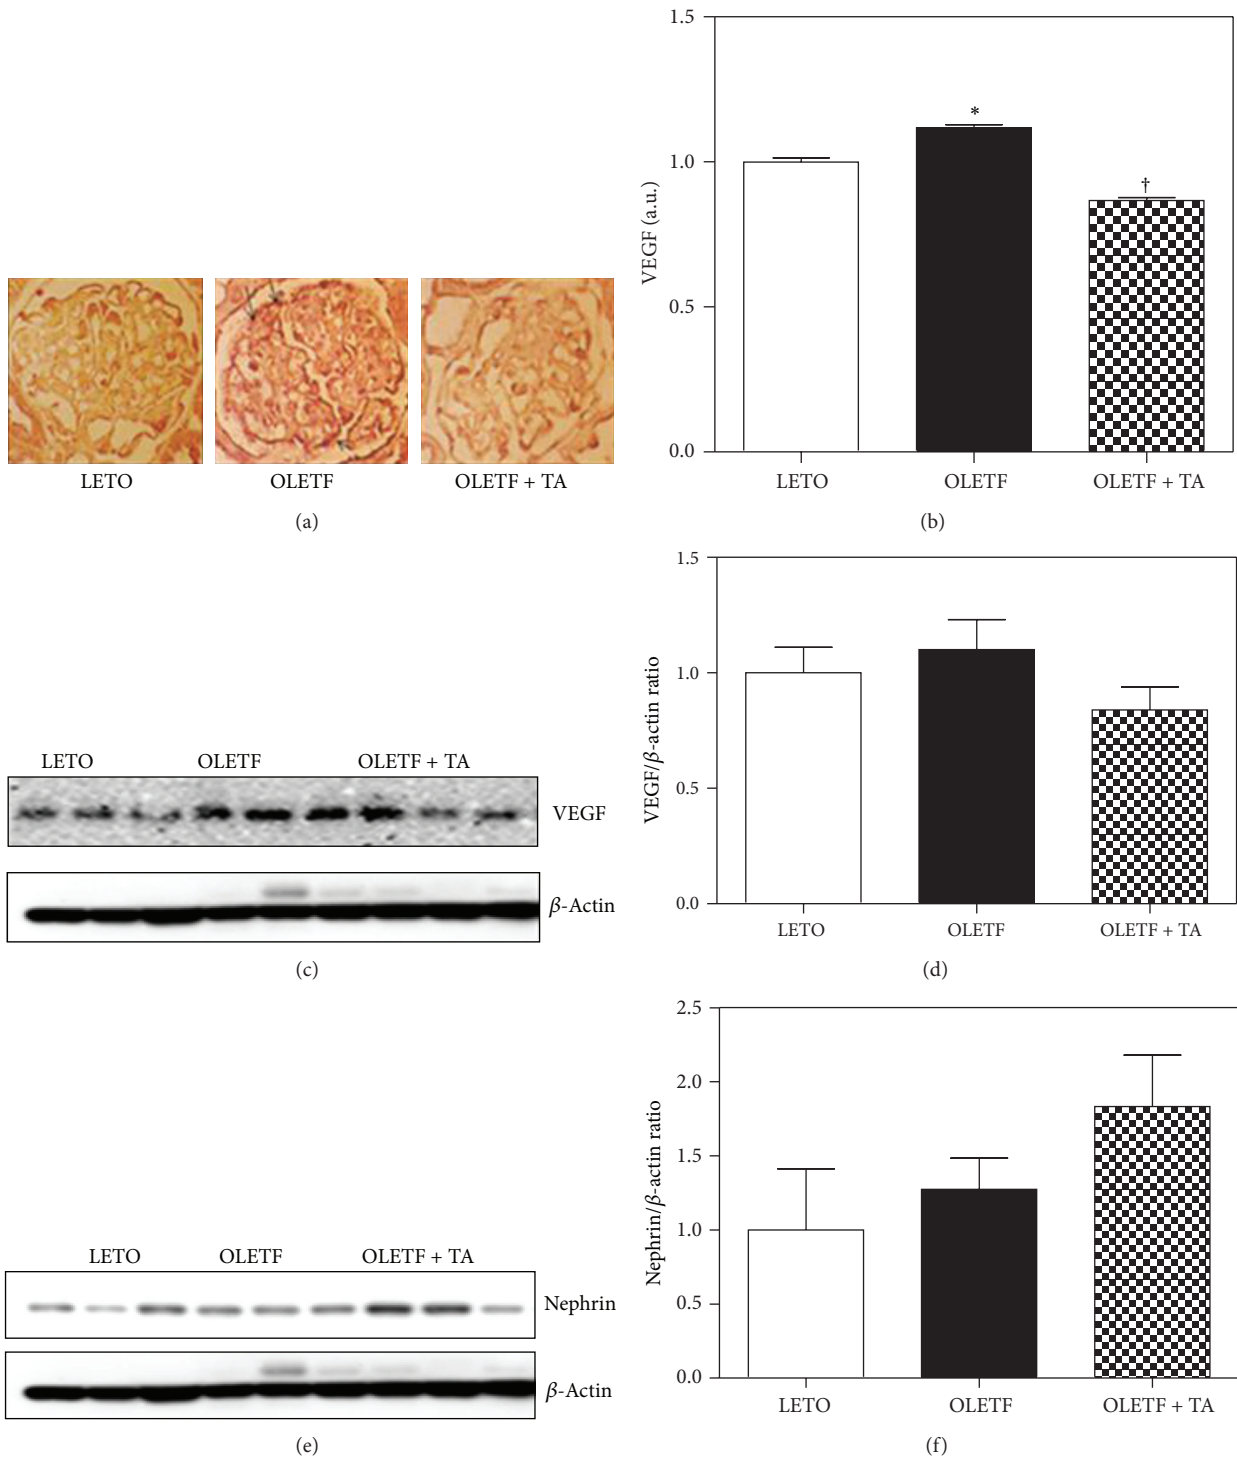 LETO OLETF OLETF + TA
(a)
1.5
1.0
0.5
0.0
VEGF (a.u.)
*
†
LETO OLETF OLETF + TA
(b)
LETO OLETF OLETF + TA
VEGF
β-Actin
(c)
1.5
1.0
0.5
0.0
VEGF/β-actin ratio
LETO OLETF OLETF + TA
(d)
LETO OLETF OLETF + TA
Nephrin
β-Actin
(e)
2.5
2.0
1.5
1.0
0.5
0.0
Nephrin/β-actin ratio
LETO OLETF OLETF + TA
(f)